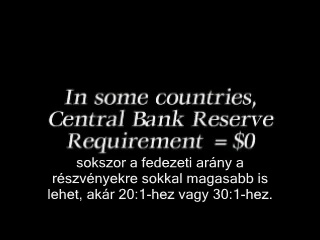 In some countries,
Central Bank Reserve
Requirement = $0
sokszor a fedezeti arány a
részvényekre sokkal magasabb is
lehet, akár 20:1-hez vagy 30:1-hez.